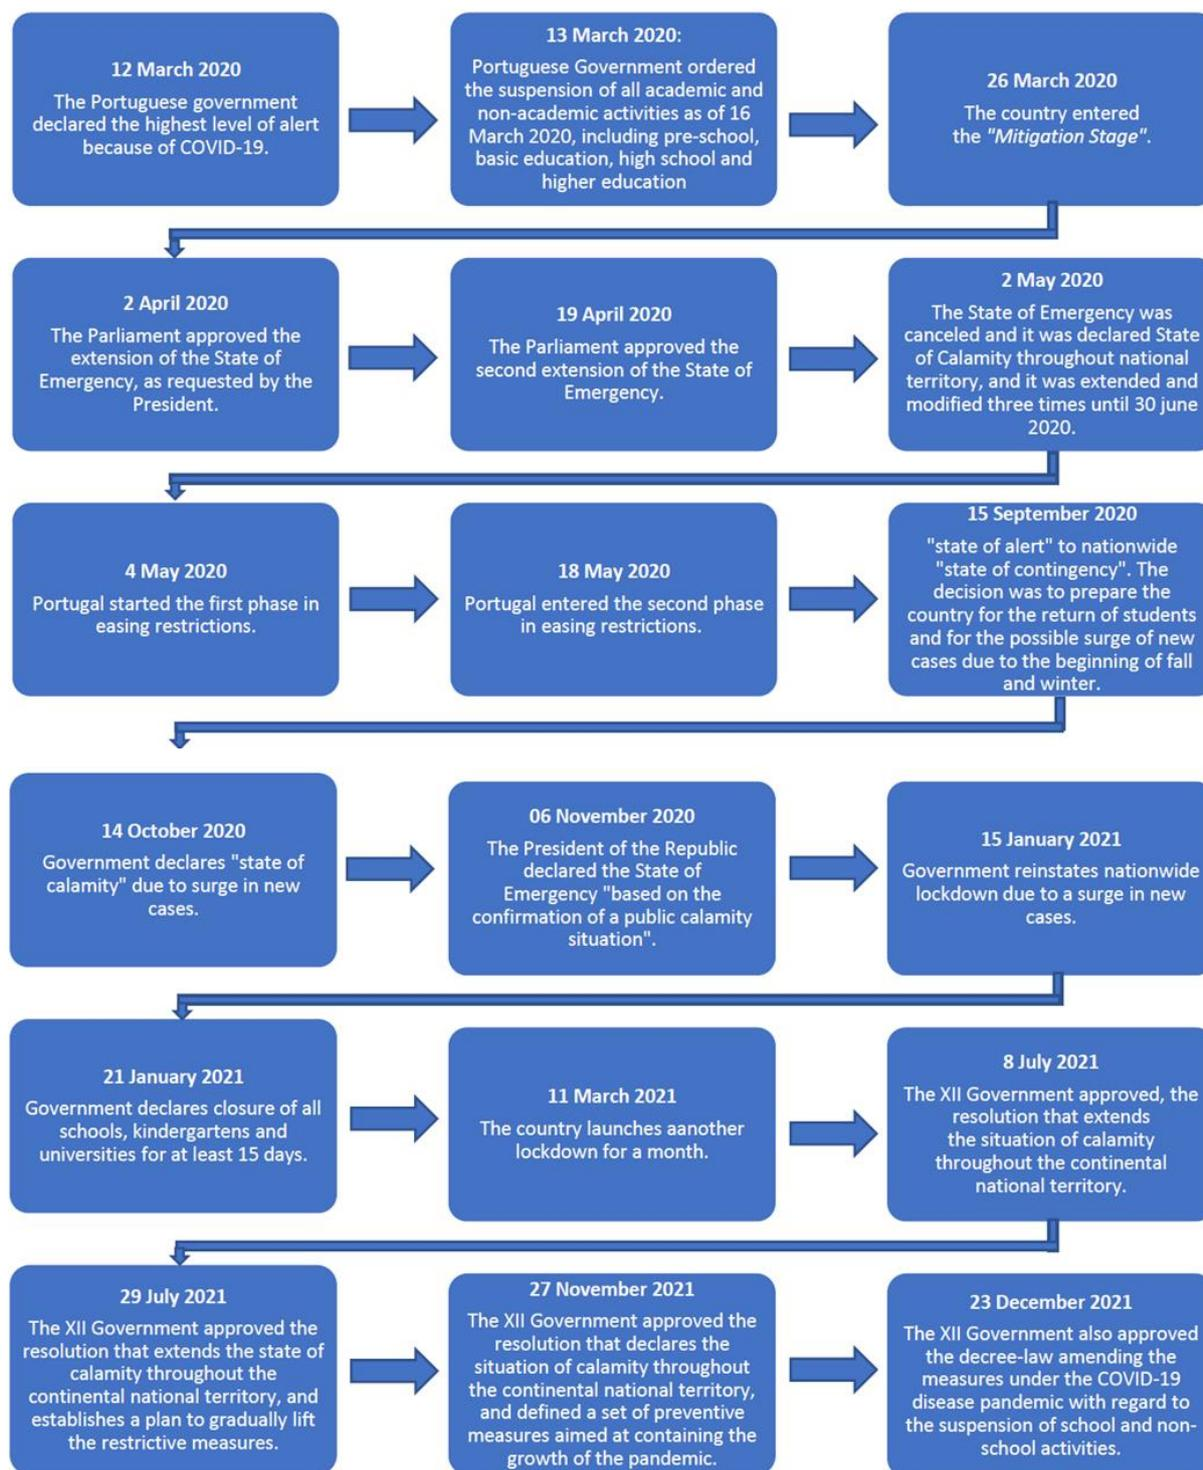 12 March 2020
The Portuguese government
declared the highest level of alert
because of COVID-19.
13 March 2020:
Portuguese Government ordered
the suspension of all academic and
non-academic activities as of 16
March 2020, including pre-school,
basic education, high school and
higher education
26 March 2020
The country entered
the "Mitigation Stage".
2 April 2020
The Parliament approved the
extension of the State of
Emergency, as requested by the
President.
19 April 2020
The Parliament approved the
second extension of the State of
Emergency.
2 May 2020
The State of Emergency was
canceled and it was declared State
of Calamity throughout national
territory, and it was extended and
modified three times until 30 june
2020.
4 May 2020
Portugal started the first phase in
easing restrictions.
18 May 2020
Portugal entered the second phase
in easing restrictions.
15 September 2020
"state of alert" to nationwide
"state of contingency". The
decision was to prepare the
country for the return of students
and for the possible surge of new
cases due to the beginning of fall
and winter.
14 October 2020
Government declares "state of
calamity" due to surge in new
cases.
06 November 2020
The President of the Republic
declared the State of
Emergency "based on the
confirmation of a public calamity
situation".
15 January 2021
Government reinstates nationwide
lockdown due to a surge in new
cases.
21 January 2021
Government declares closure of all
schools, kindergartens and
universities for at least 15 days.
11 March 2021
The country launches aanother
lockdown for a month.
8 July 2021
The XII Government approved, the
resolution that extends
the situation of calamity
throughout the continental
national territory.
29 July 2021
The XII Government approved the
resolution that extends the state of
calamity throughout the
continental national territory, and
establishes a plan to gradually lift
the restrictive measures.
27 November 2021
The XII Government approved the
resolution that declares the
situation of calamity throughout
the continental national territory,
and defined a set of preventive
measures aimed at containing the
growth of the pandemic.
23 December 2021
The XII Government also approved
the decree-law amending the
measures under the COVID-19
disease pandemic with regard to
the suspension of school and non-
school activities.